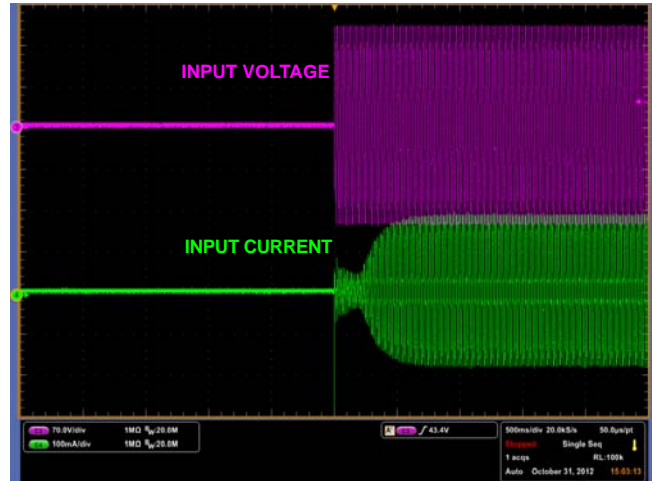 INPUT VOLTAGE
INPUT CURRENT
70.0V/div 1MΩ BW:20.0M
100mA/div 1MΩ BW:20.0M
A' 43.4V
500ms/div 20.0kS/s 50.0µs/pt
Stopped Single Seq
1 acqs RL:100k
Auto October 31, 2012 15:03:13